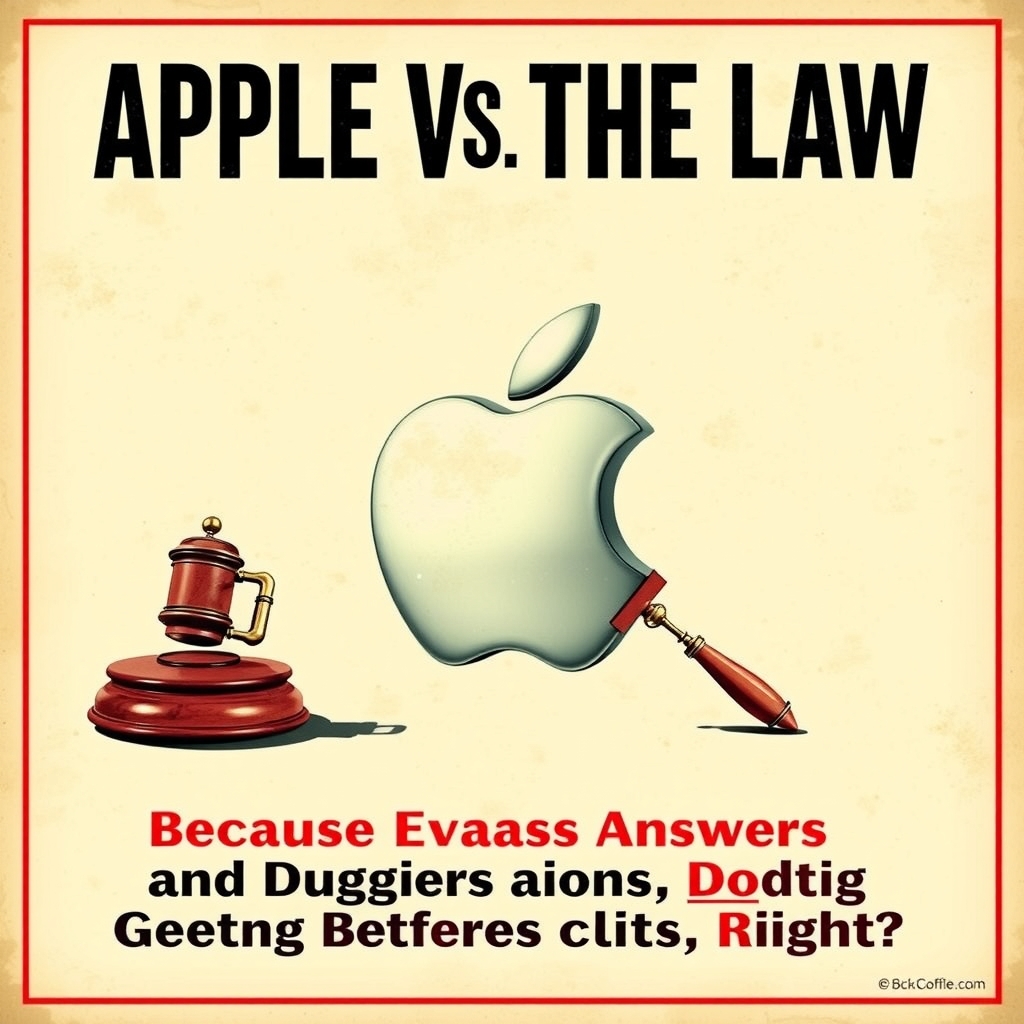 APPLE Vs. THE LAW
Because Evaass Answers
and Duggiers aions, Dodtig
Geetng Betferes clits, Riight?
©BckCoffle.com